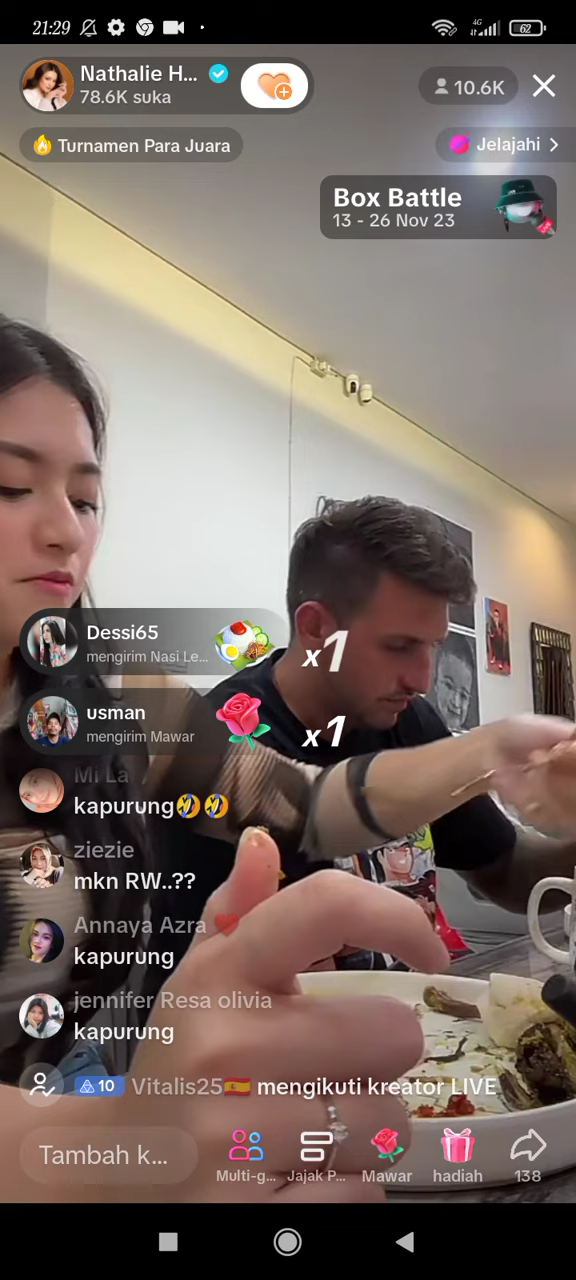 21:29
4G
62
Nathalie H...
78.6K suka
10.6K
Turnamen Para Juara
Jelajahi
Box Battle
13 - 26 Nov 23
Dessi65
mengirim Nasi Le...
x1
usman
mengirim Mawar
x1
Mi La
kapurung🤣🤣
ziezie
mkn RW..??
Annaya Azra ❤️
kapurung
jennifer Resa olivia
kapurung
10 Vitalis25🇪🇸 mengikuti kreator LIVE
Tambah k...
Multi-g...
Jajak P...
Mawar
hadiah
138